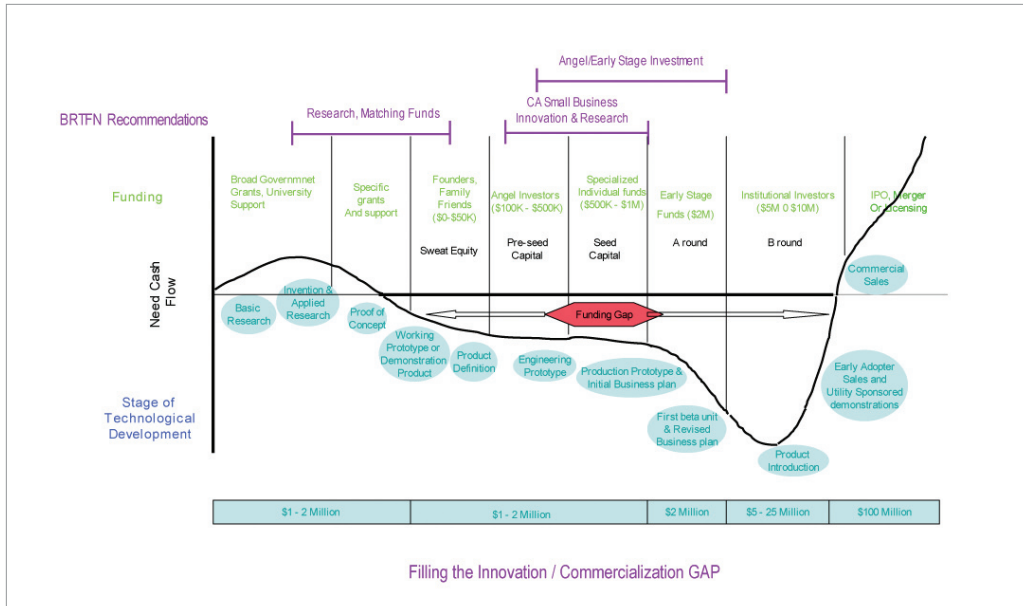 Angel/Early Stage Investment
CA Small Business
Innovation & Research
Research, Matching Funds
BRTFN Recommendations
Funding
Broad Governmnet
Grants, University
Support
Specific
grants
And support
Founders,
Family
Friends
($0-$50K)
Angel Investors
($100K - $500K)
Specialized
Individual funds
($500K - $1M)
Early Stage
Funds ($2M)
Institutional Investors
($5M 0 $10M)
IPO, Merger
Or Licensing
Sweat Equity
Pre-seed
Capital
Seed
Capital
A round
B round
Need Cash
Flow
Commercial
Sales
Basic
Research
Invention &
Applied
Research
Proof of
Concept
Funding Gap
Working
Prototype or
Demonstration
Product
Product
Definition
Engineering
Prototype
Production Prototype &
Initial Business plan
Early Adopter
Sales and
Utility Sponsored
demonstrations
Stage of
Technological
Development
First beta unit
& Revised
Business plan
Product
Introduction
$1 - 2 Million
$1 - 2 Million
$2 Million
$5 - 25 Million
$100 Million
Filling the Innovation / Commercialization GAP